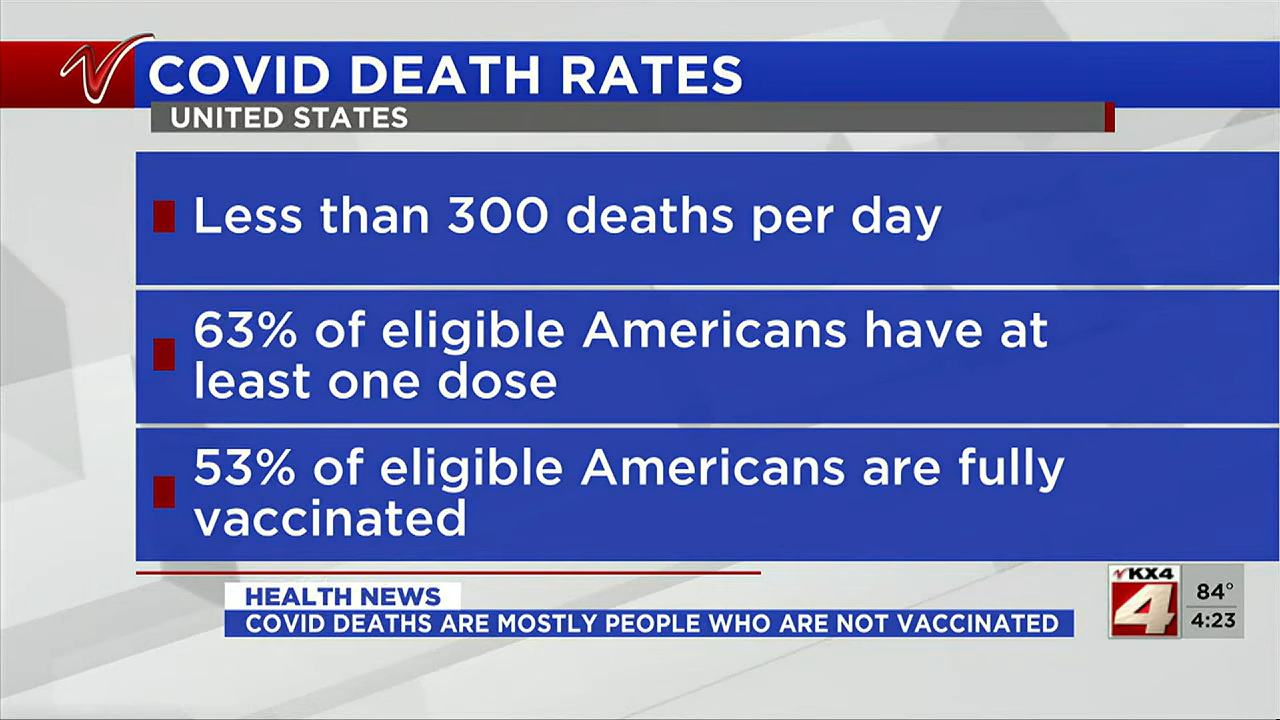 COVID DEATH RATES
UNITED STATES
Less than 300 deaths per day
63% of eligible Americans have at
least one dose
53% of eligible Americans are fully
vaccinated
HEALTH NEWS
COVID DEATHS ARE MOSTLY PEOPLE WHO ARE NOT VACCINATED
KX4
4
84°
4:23